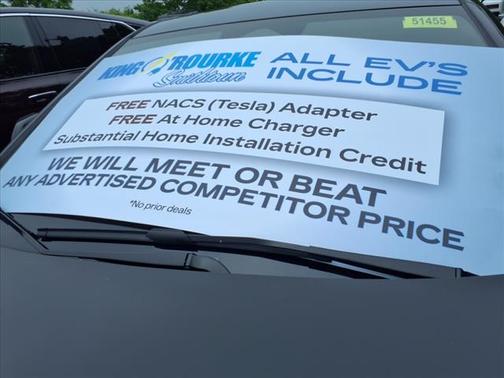 51455
KING O'ROURKE
Smithtown
ALL EV'S
INCLUDE
FREE NACS (Tesla) Adapter
FREE At Home Charger
Substantial Home Installation Credit
WE WILL MEET OR BEAT
ANY ADVERTISED COMPETITOR PRICE
*No prior deals